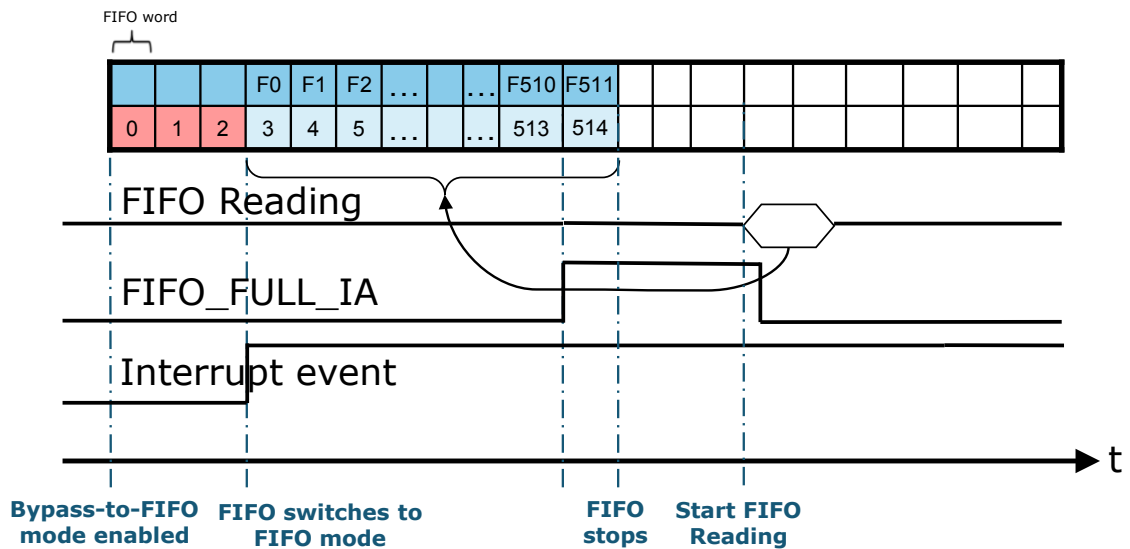 FIFO word
F0 F1 F2 ... ... F510 F511
0 1 2 3 4 5 ... ... 513 514
FIFO Reading
FIFO_FULL_IA
Interrupt event
t
Bypass-to-FIFO
mode enabled
FIFO switches to
FIFO mode
FIFO
stops
Start FIFO
Reading